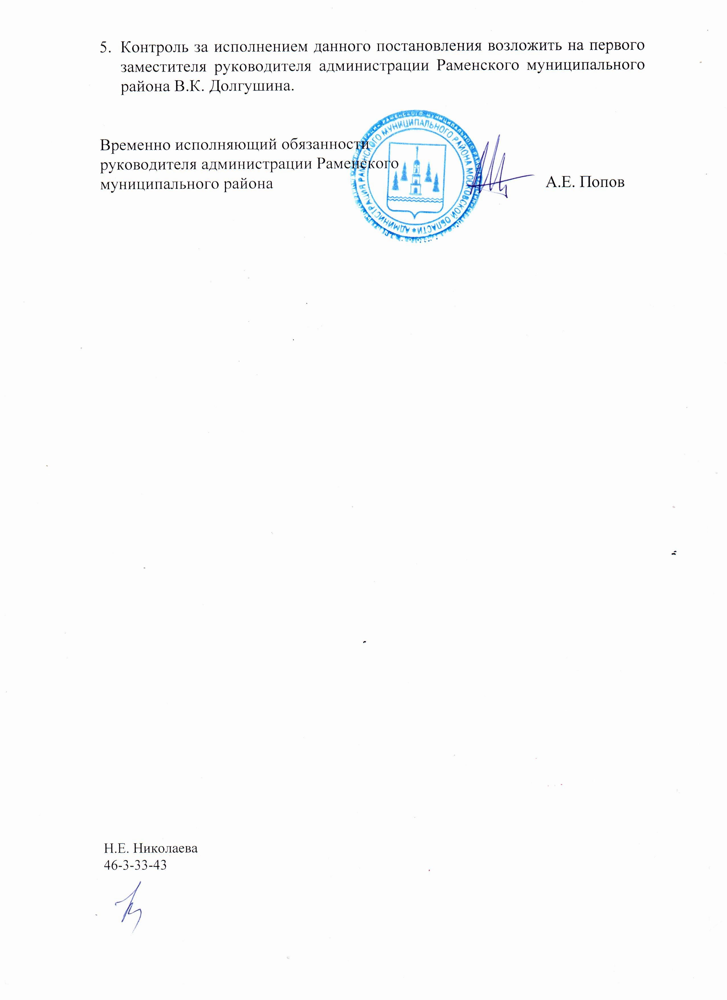 5. Контроль за исполнением данного постановления возложить на первого
заместителя руководителя администрации Раменского муниципального
района В.К. Долгушина.
Временно исполняющий обязанности
руководителя администрации Раменского
муниципального района
А.Е. Попов
АДМИНИСТРАЦИЯ РАМЕНСКОГО МУНИЦИПАЛЬНОГО РАЙОНА МОСКОВСКОЙ ОБЛАСТИ *
Н.Е. Николаева
46-3-33-43